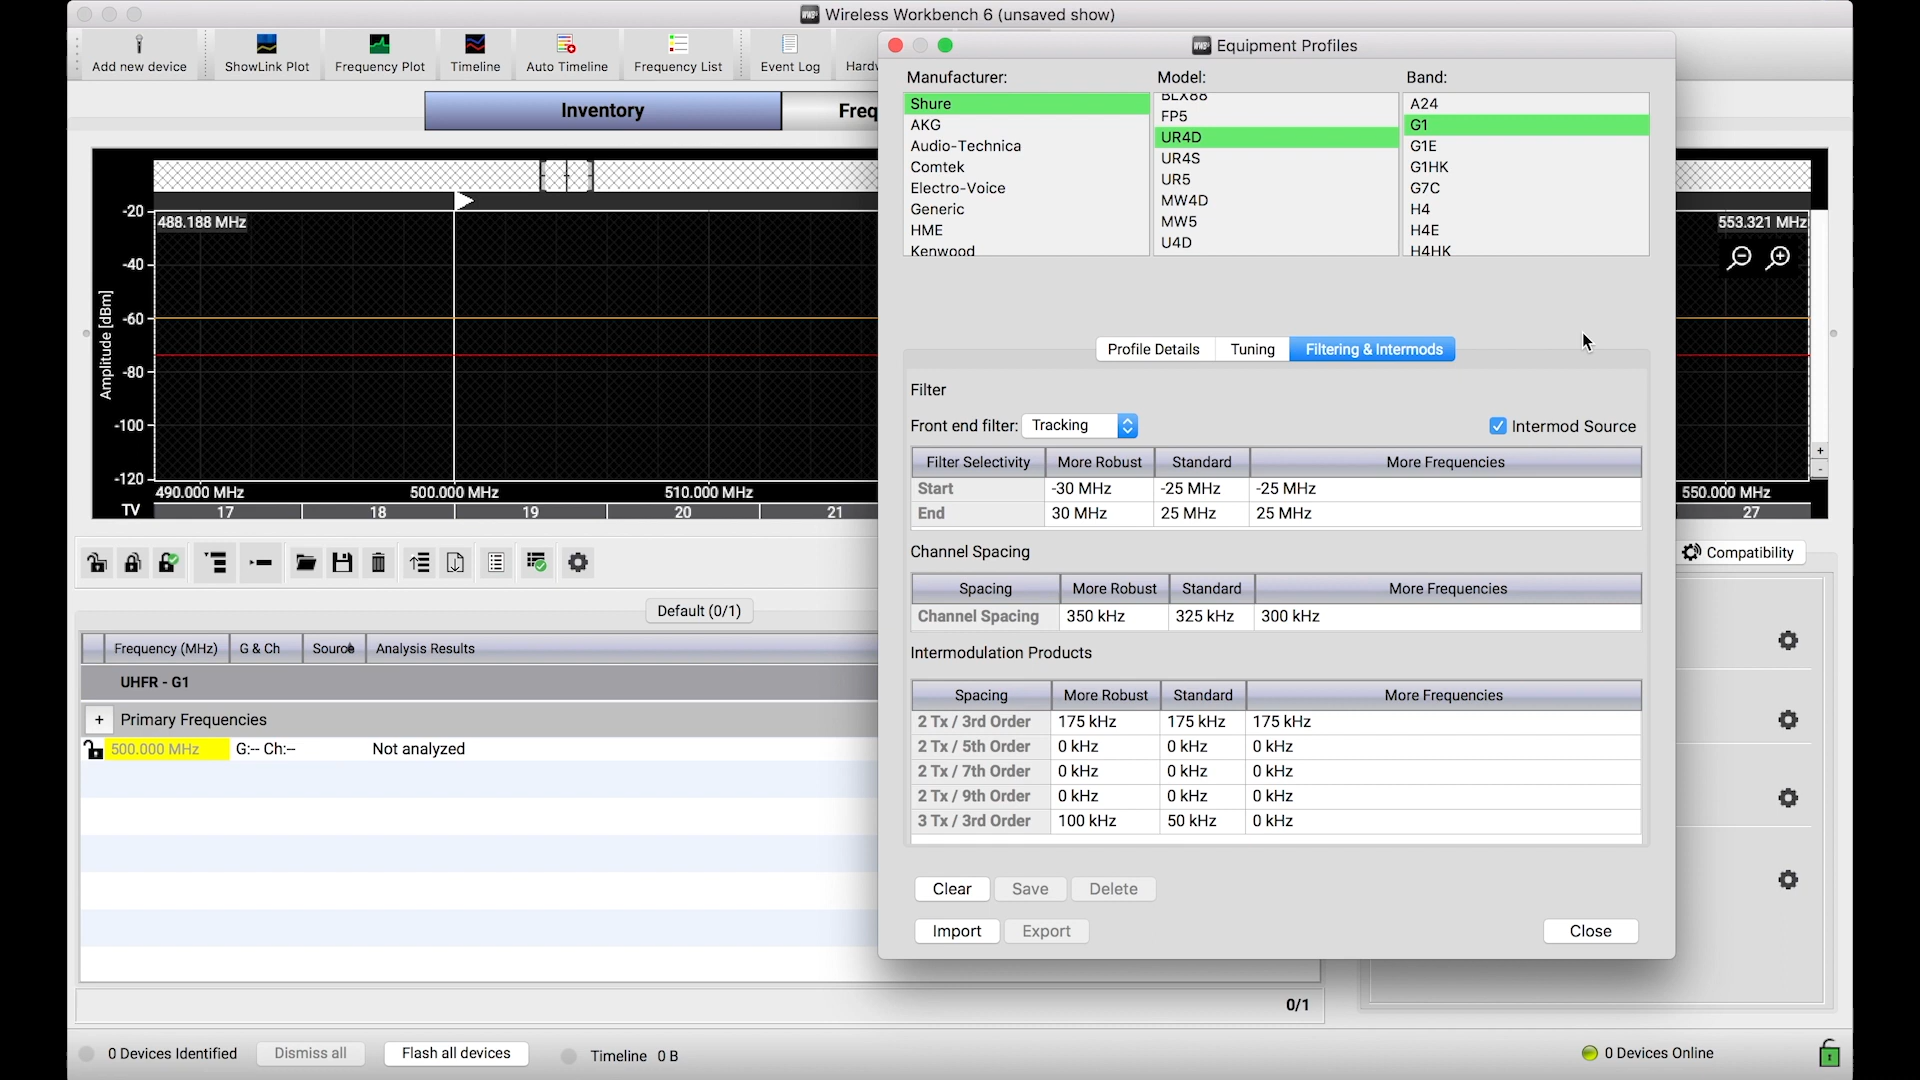 Wireless Workbench 6 (unsaved show)
Add new device
ShowLink Plot
Frequency Plot
Timeline
Auto Timeline
Frequency List
Event Log
Hardw
Inventory
Freq
488.188 MHz
553.321 MHz
Amplitude [dBm]
-20
-40
-60
-80
-100
-120
490.000 MHz
500.000 MHz
510.000 MHz
550.000 MHz
TV 17 18 19 20 21 27
+
-
Compatibility
Default (0/1)
Frequency (MHz) G & Ch Source Analysis Results
UHFR - G1
+ Primary Frequencies
500.000 MHz G:-- Ch:-- Not analyzed
0/1
0 Devices Identified
Dismiss all
Flash all devices
Timeline 0 B
0 Devices Online
Equipment Profiles
Manufacturer:
Shure
AKG
Audio-Technica
Comtek
Electro-Voice
Generic
HME
Kenwood
Model:
BLX88
FP5
UR4D
UR4S
UR5
MW4D
MW5
U4D
Band:
A24
G1
G1E
G1HK
G7C
H4
H4E
H4HK
Profile Details
Tuning
Filtering & Intermods
Filter
Front end filter: Tracking
Intermod Source
Filter Selectivity More Robust Standard More Frequencies
Start -30 MHz -25 MHz -25 MHz
End 30 MHz 25 MHz 25 MHz
Channel Spacing
Spacing More Robust Standard More Frequencies
Channel Spacing 350 kHz 325 kHz 300 kHz
Intermodulation Products
Spacing More Robust Standard More Frequencies
2 Tx / 3rd Order 175 kHz 175 kHz 175 kHz
2 Tx / 5th Order 0 kHz 0 kHz 0 kHz
2 Tx / 7th Order 0 kHz 0 kHz 0 kHz
2 Tx / 9th Order 0 kHz 0 kHz 0 kHz
3 Tx / 3rd Order 100 kHz 50 kHz 0 kHz
Clear
Save
Delete
Import
Export
Close